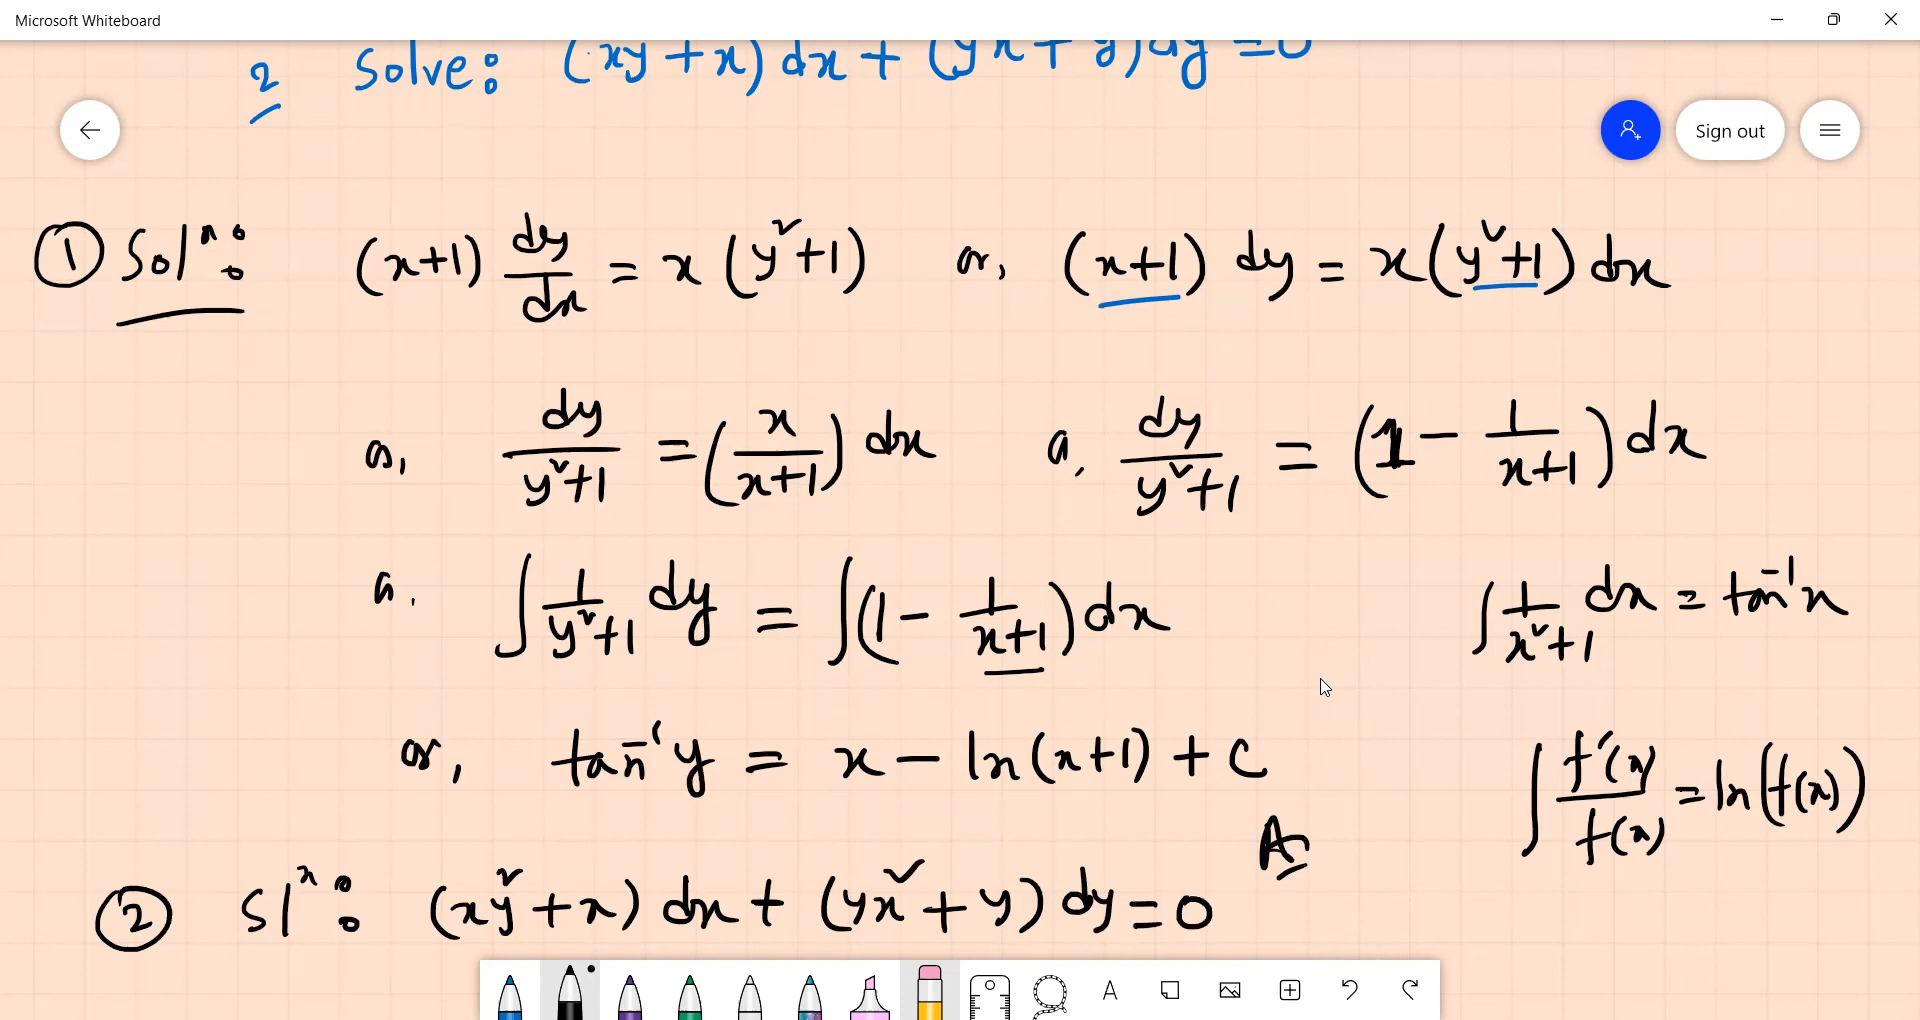 Microsoft Whiteboard
2 Solve: (xy + x) dx + (yx + y) dy = 0
Sign out
① Solⁿ: (x+1) dy/dx = x (y²+1) or, (x+1) dy = x (y²+1) dx
or, dy/(y²+1) = (x/(x+1)) dx or, dy/(y²+1) = (1 - 1/(x+1)) dx
or, ∫ 1/(y²+1) dy = ∫ (1 - 1/(x+1)) dx ∫ 1/(x²+1) dx = tan⁻¹ x
or, tan⁻¹ y = x - ln(x+1) + C ∫ f'(x)/f(x) = ln(f(x))
② Slⁿ: (xy² + x) dx + (yx² + y) dy = 0
A